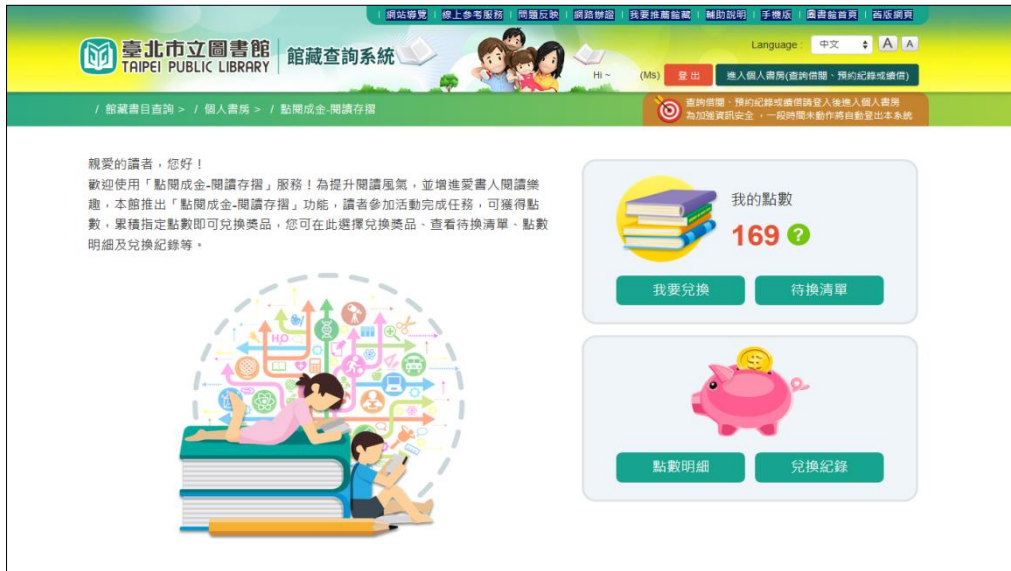 | 網站導覽 | 線上參考服務 | 問題反映 | 網路辦證 | 我要推薦館藏 | 輔助說明 | 手機版 | 圖書館首頁 | 舊版網頁
臺北市立圖書館
TAIPEI PUBLIC LIBRARY
館藏查詢系統
Language : 中文 A A
Hi ~ (Ms) 登出 進入個人書房(查詢借閱、預約紀錄或續借)
/ 館藏書目查詢 > / 個人書房 > / 點閱成金-閱讀存摺
查詢借閱、預約紀錄或續借請登入後進入個人書房
為加強資訊安全，一段時間未動作將自動登出本系統
親愛的讀者，您好！
歡迎使用「點閱成金-閱讀存摺」服務！為提升閱讀風氣，並增進愛書人閱讀樂
趣，本館推出「點閱成金-閱讀存摺」功能，讀者參加活動完成任務，可獲得點
數，累積指定點數即可兌換獎品，您可在此選擇兌換獎品、查看待換清單、點數
明細及兌換紀錄等。
H₂O
我的點數
169 ?
我要兌換 待換清單
點數明細 兌換紀錄